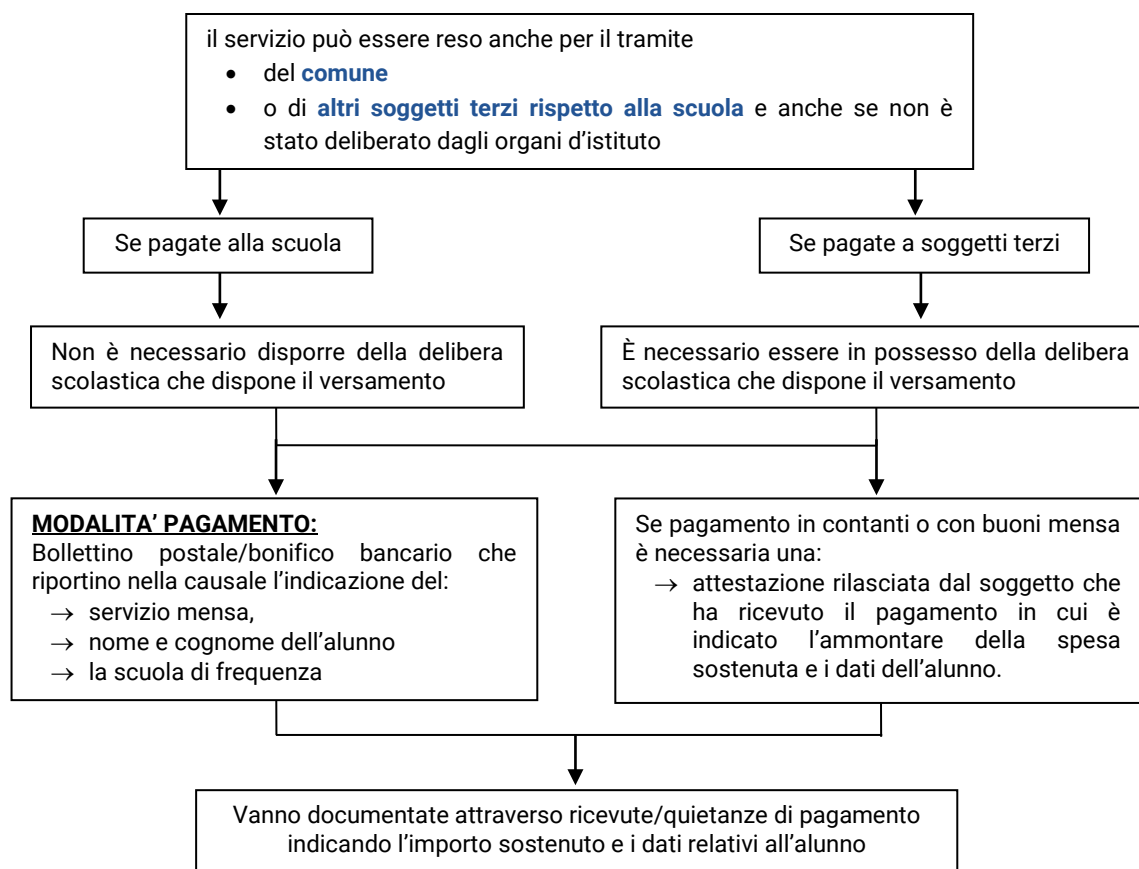 il servizio può essere reso anche per il tramite
• del comune
• o di altri soggetti terzi rispetto alla scuola e anche se non è
stato deliberato dagli organi d’istituto
Se pagate alla scuola
Se pagate a soggetti terzi
Non è necessario disporre della delibera
scolastica che dispone il versamento
È necessario essere in possesso della delibera
scolastica che dispone il versamento
MODALITA’ PAGAMENTO:
Bollettino postale/bonifico bancario che
riportino nella causale l’indicazione del:
→ servizio mensa,
→ nome e cognome dell’alunno
→ la scuola di frequenza
Se pagamento in contanti o con buoni mensa
è necessaria una:
→ attestazione rilasciata dal soggetto che
ha ricevuto il pagamento in cui è
indicato l’ammontare della spesa
sostenuta e i dati dell’alunno.
Vanno documentate attraverso ricevute/quietanze di pagamento
indicando l’importo sostenuto e i dati relativi all’alunno